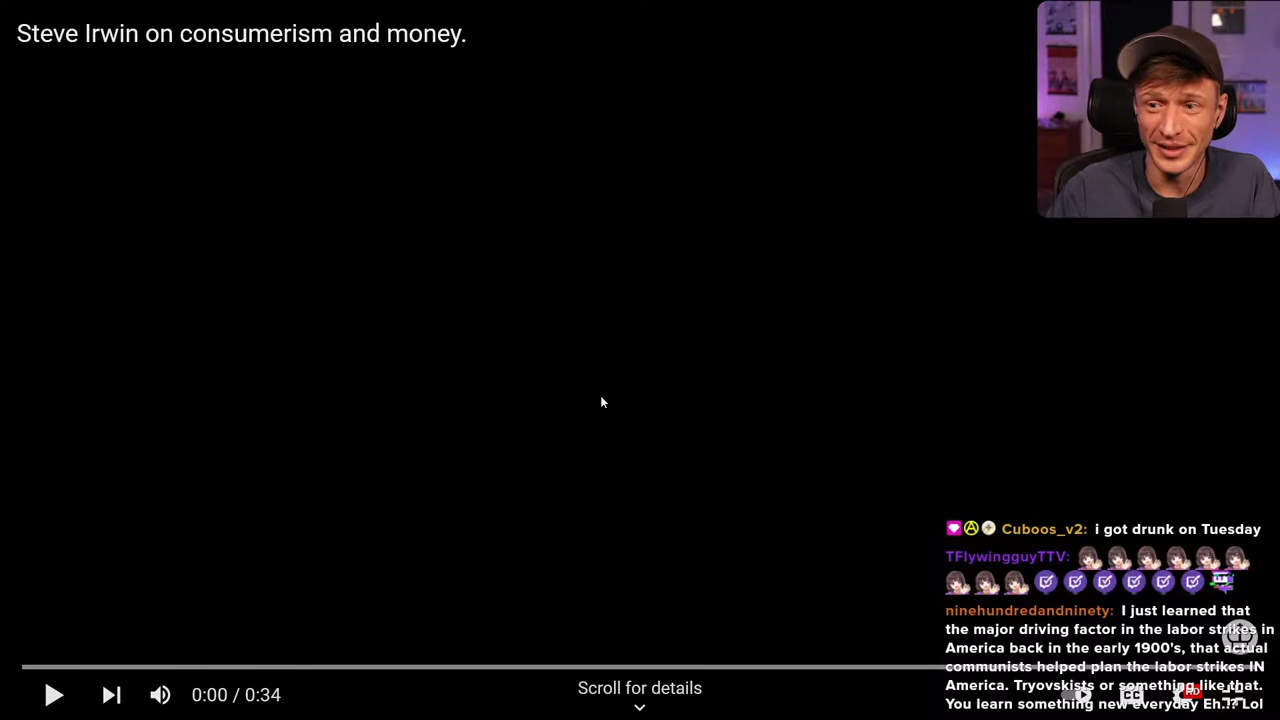 Steve Irwin on consumerism and money.
Cuboos_v2: i got drunk on Tuesday
TFlywingguyTTV:
ninehundredandninety: I just learned that
the major driving factor in the labor strikes in
America back in the early 1900's, that actual
communists helped plan the labor strikes IN
America. Tryovskists or something like that.
You learn something new everyday Eh.!? Lol
0:00 / 0:34
Scroll for details
CC
HD